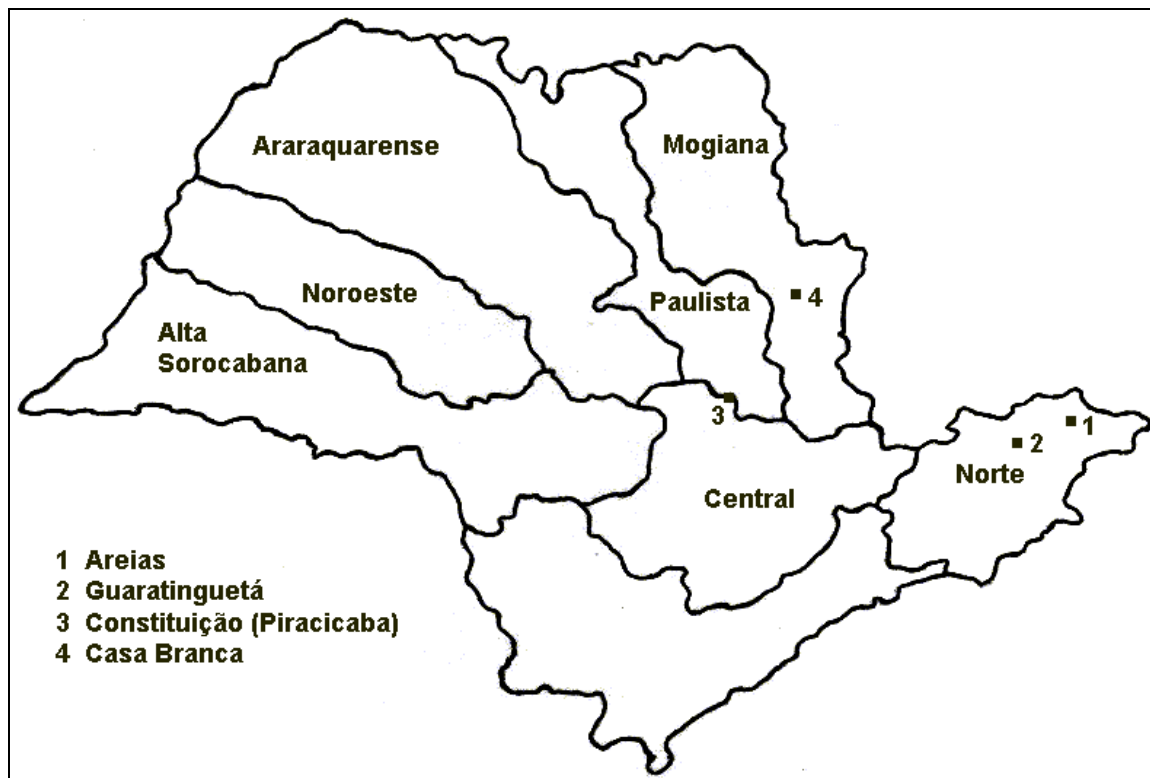 Araraquarense
Mogiana
Noroeste
Paulista
4
Alta
Sorocabana
3
1
2
Norte
Central
1 Areias
2 Guaratinguetá
3 Constituição (Piracicaba)
4 Casa Branca